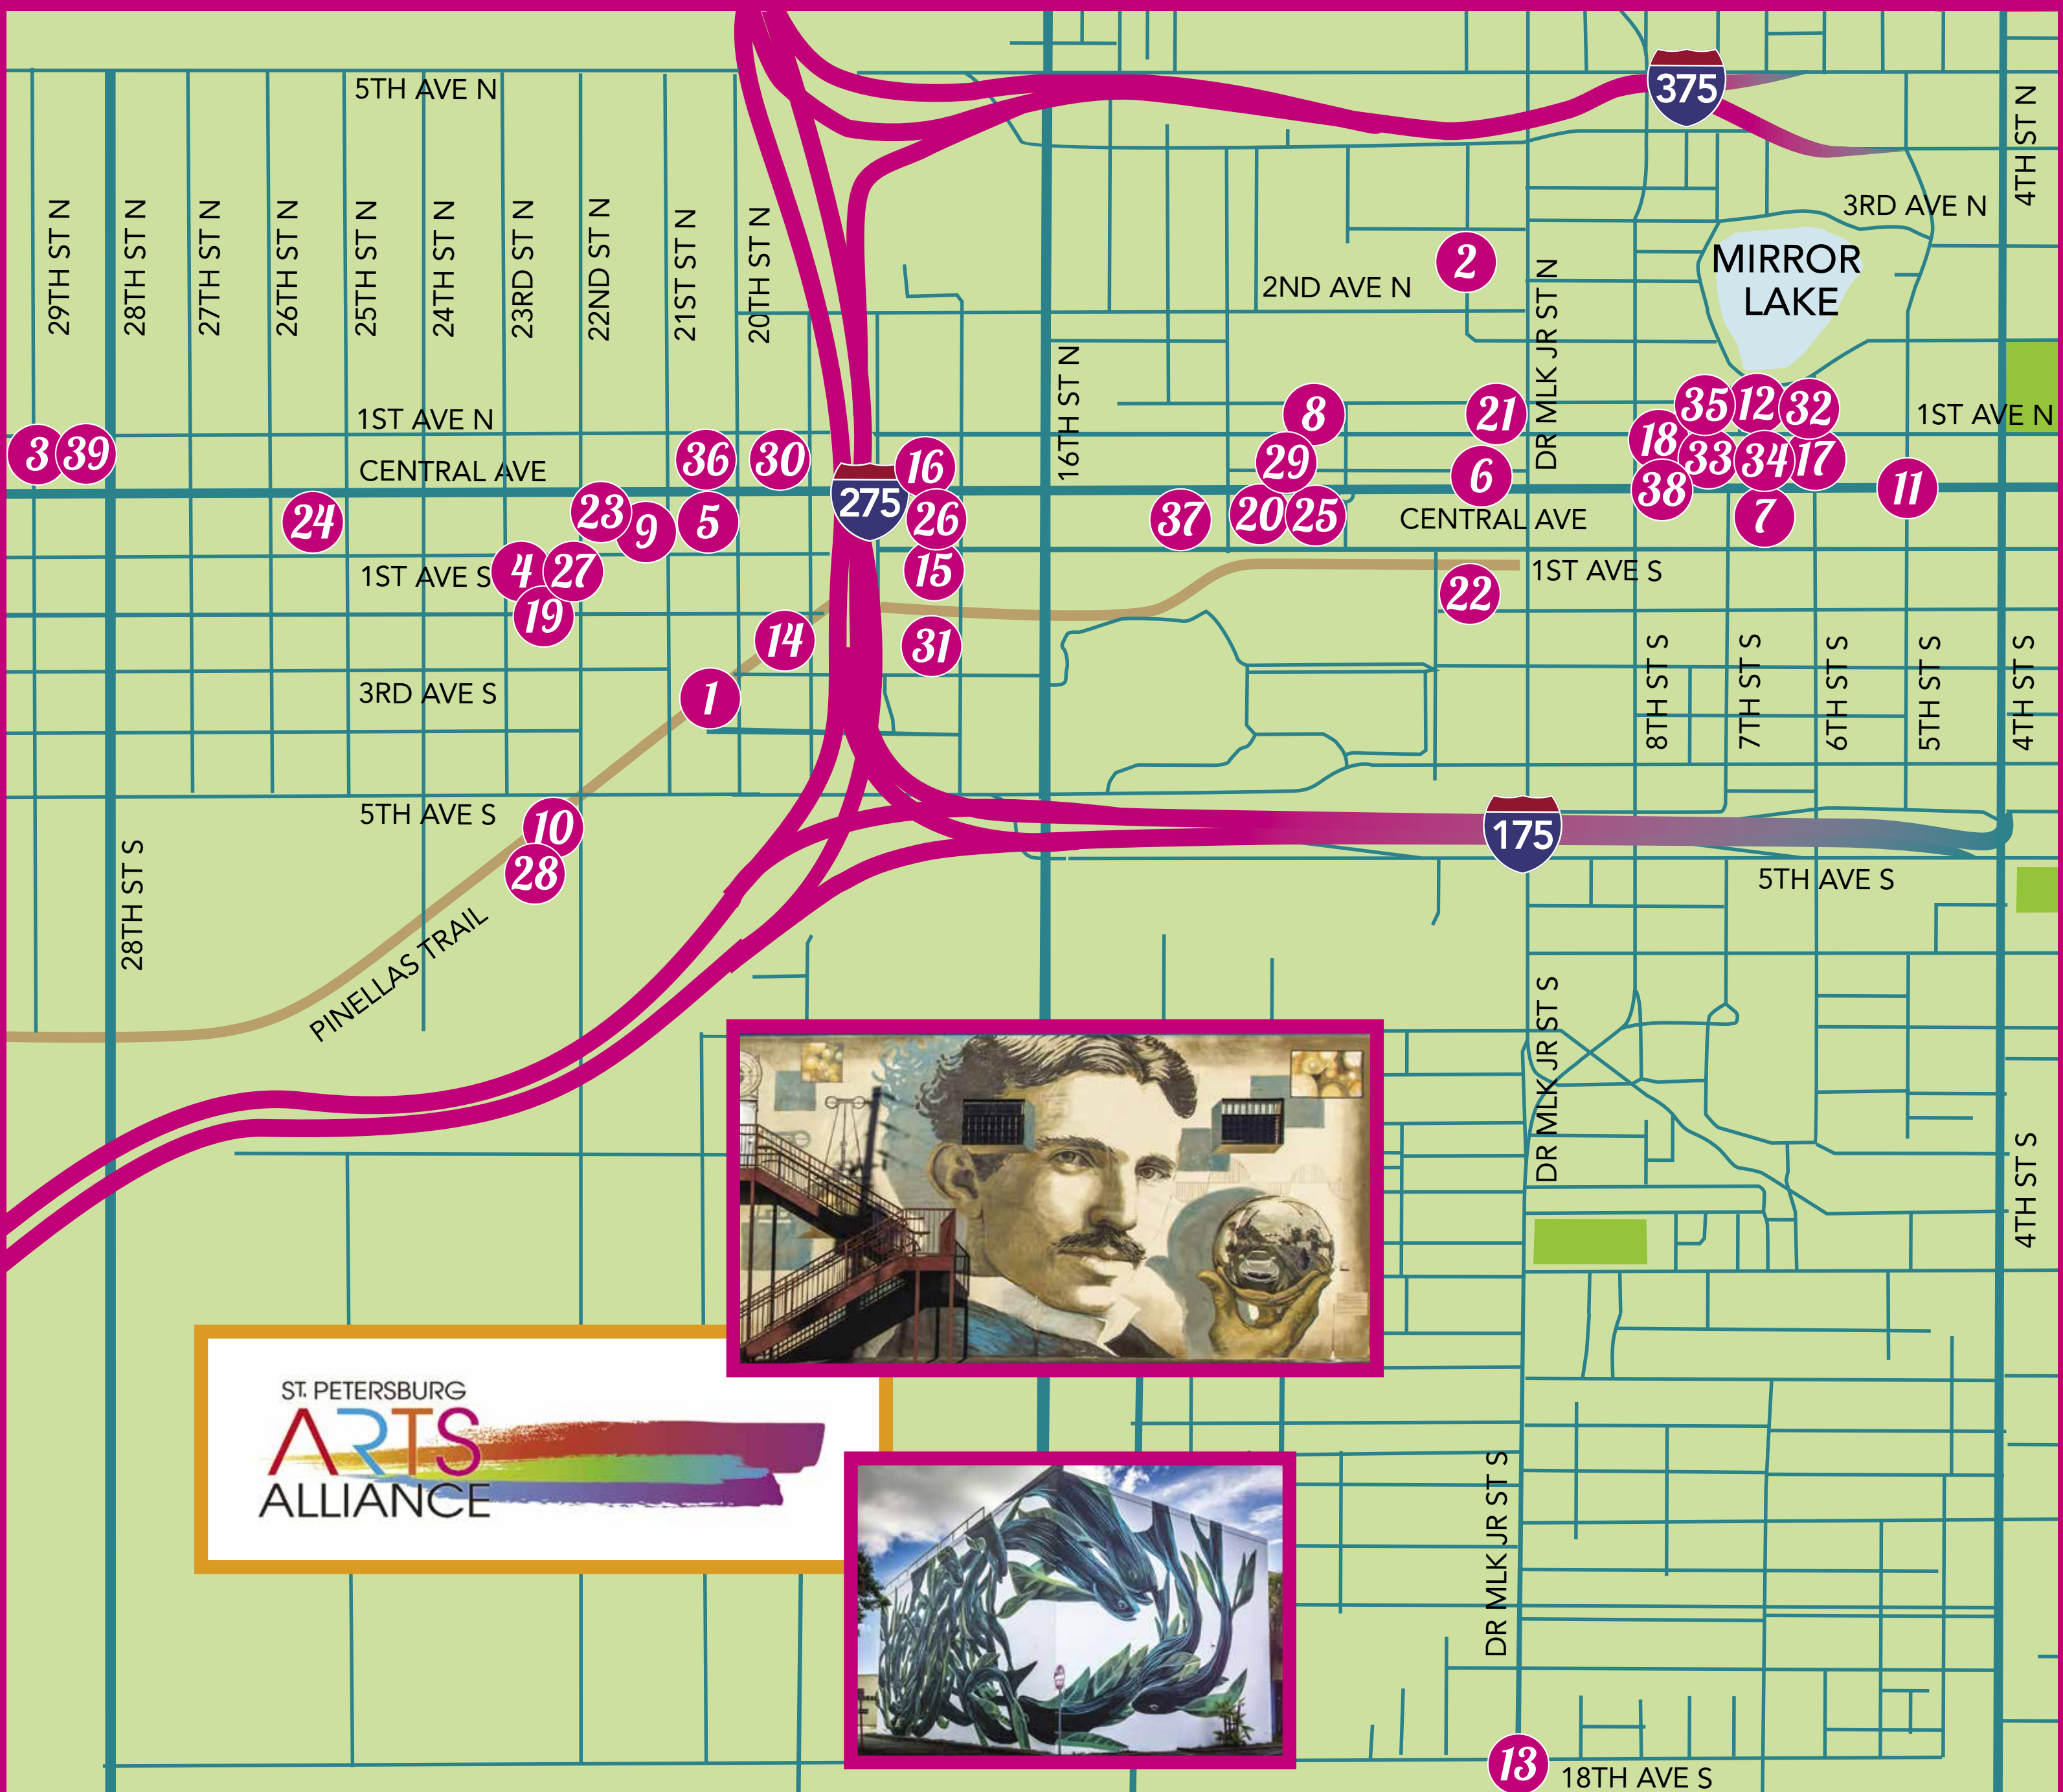 375
5TH AVE N
4TH ST N
3RD AVE N
29TH ST N
28TH ST N
27TH ST N
26TH ST N
25TH ST N
24TH ST N
23RD ST N
22ND ST N
21ST ST N
20TH ST N
MIRROR
LAKE
2
2ND AVE N
DR MLK JR ST N
16TH ST N
1ST AVE N
8
21
35
12
32
1ST AVE N
3
39
CENTRAL AVE
36
30
16
29
6
18
33
34
17
38
11
24
23
9
5
275
26
37
20
25
CENTRAL AVE
7
4
27
1ST AVE S
15
1ST AVE S
22
19
14
31
1
3RD AVE S
8TH ST S
7TH ST S
6TH ST S
5TH ST S
4TH ST S
5TH AVE S
10
175
28
5TH AVE S
28TH ST S
PINELLAS TRAIL
DR MLK JR ST S
4TH ST S
ST. PETERSBURG
ARTS
ALLIANCE
DR MLK JR ST S
13
18TH AVE S